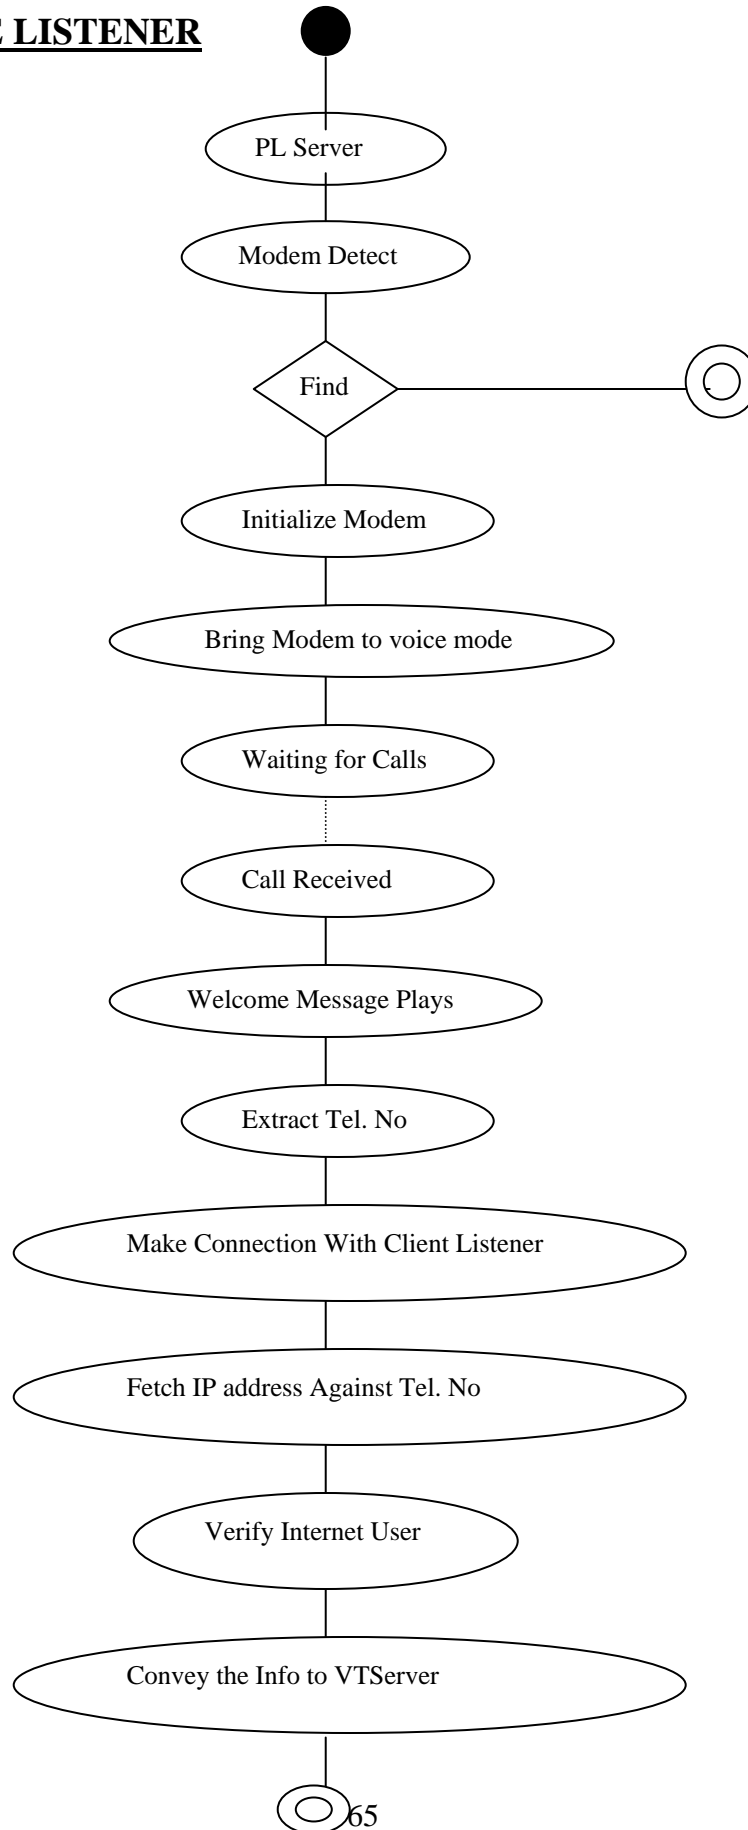 LISTENER
PL Server
Modem Detect
Find
Initialize Modem
Bring Modem to voice mode
Waiting for Calls
Call Received
Welcome Message Plays
Extract Tel. No
Make Connection With Client Listener
Fetch IP address Against Tel. No
Verify Internet User
Convey the Info to VTServer
65